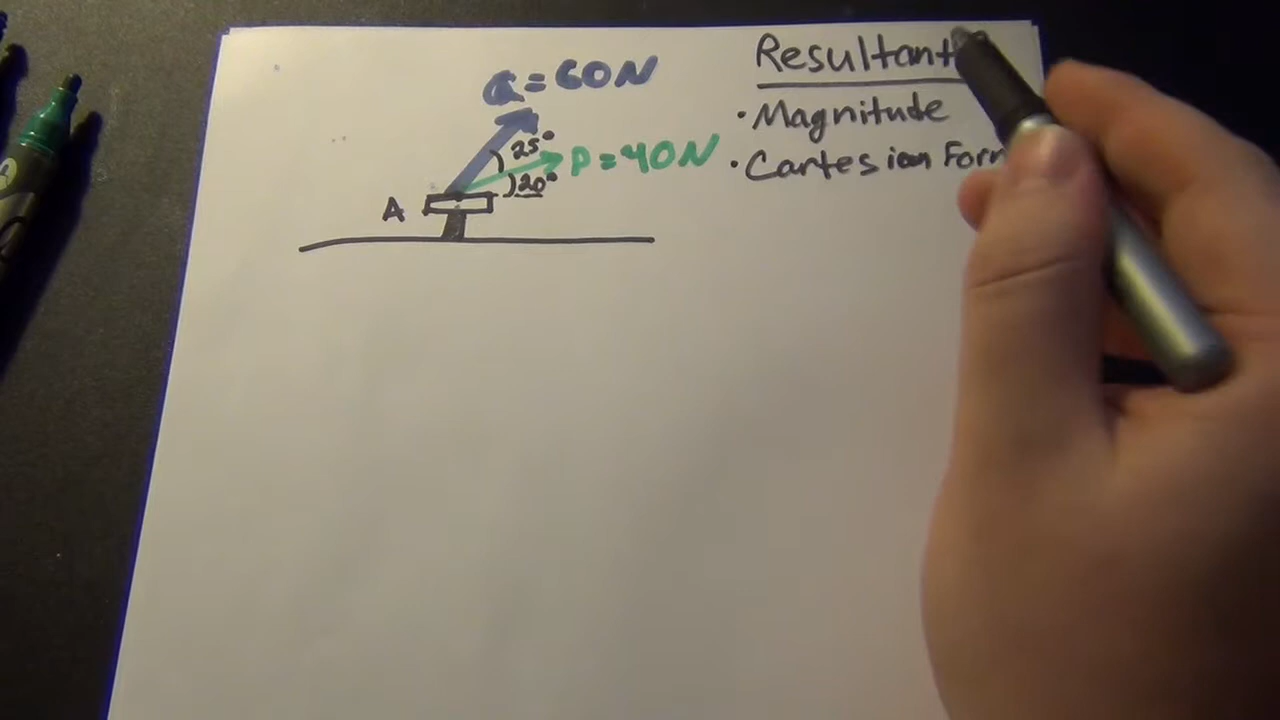 Resultant
Q = 60N
• Magnitude
25°
P = 40N
• Cartesian Form
20°
A